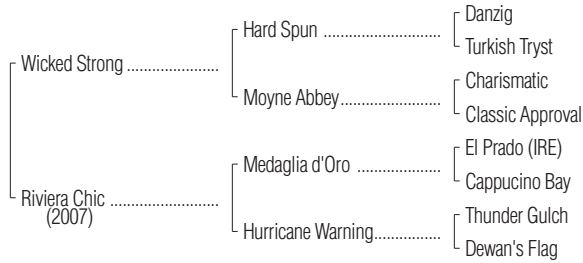 Danzig
Hard Spun ........................
Turkish Tryst
Wicked Strong .....................
Charismatic
Moyne Abbey...................
Classic Approval
El Prado (IRE)
Medaglia d'Oro .................
Cappucino Bay
Riviera Chic .........................
(2007)
Thunder Gulch
Hurricane Warning.............
Dewan's Flag